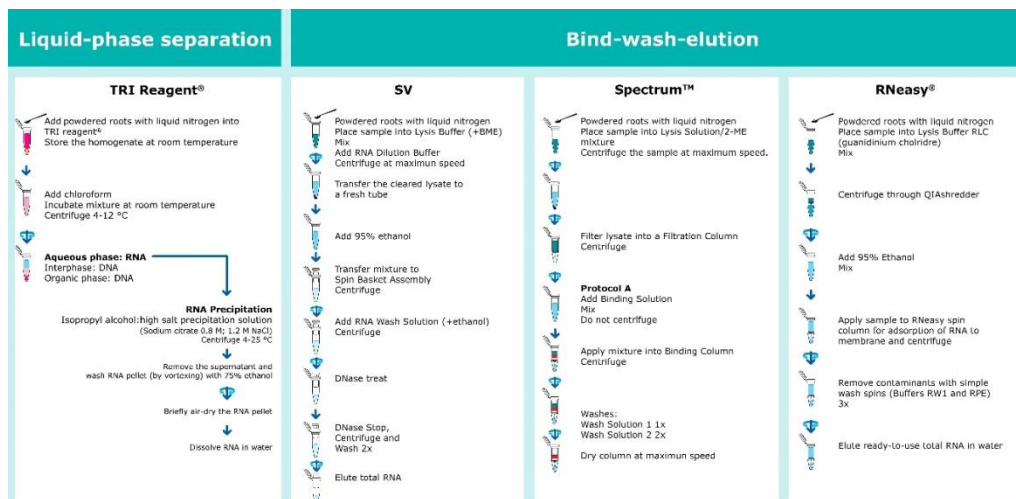 Liquid-phase separation
Bind-wash-elution
TRI Reagent®
Add powdered roots with liquid nitrogen into
TRI reagent®
Store the homogenate at room temperature
Add chloroform
Incubate mixture at room temperature
Centrifuge 4-12 °C
Aqueous phase: RNA
Interphase: DNA
Organic phase: DNA
RNA Precipitation
Isopropyl alcohol:high salt precipitation solution
(Sodium citrate 0.8 M; 1.2 M NaCl)
Centrifuge 4-25 °C
Remove the supernatant and
wash RNA pellet (by vortexing) with 75% ethanol
Briefly air-dry the RNA pellet
Dissolve RNA in water
SV
Powdered roots with liquid nitrogen
Place sample into Lysis Buffer (+BME)
Mix
Add RNA Dilution Buffer
Centrifuge at maximun speed
Transfer the cleared lysate to
a fresh tube
Add 95% ethanol
Transfer mixture to
Spin Basket Assembly
Centrifuge
Add RNA Wash Solution (+ethanol)
Centrifuge
DNase treat
DNase Stop,
Centrifuge and
Wash 2x
Elute total RNA
Spectrum™
Powdered roots with liquid nitrogen
Place sample into Lysis Solution/2-ME
mixture
Centrifuge the sample at maximum speed.
Filter lysate into a Filtration Column
Centrifuge
Protocol A
Add Binding Solution
Mix
Do not centrifuge
Apply mixture into Binding Column
Centrifuge
Washes:
Wash Solution 1 1x
Wash Solution 2 2x
Dry column at maximun speed
RNeasy®
Powdered roots with liquid nitrogen
Place sample into Lysis Buffer RLC
(guanidinium cholridre)
Mix
Centrifuge through QIAshredder
Add 95% Ethanol
Mix
Apply sample to RNeasy spin
column for adsorption of RNA to
membrane and centrifuge
Remove contaminants with simple
wash spins (Buffers RW1 and RPE)
3x
Elute ready-to-use total RNA in water